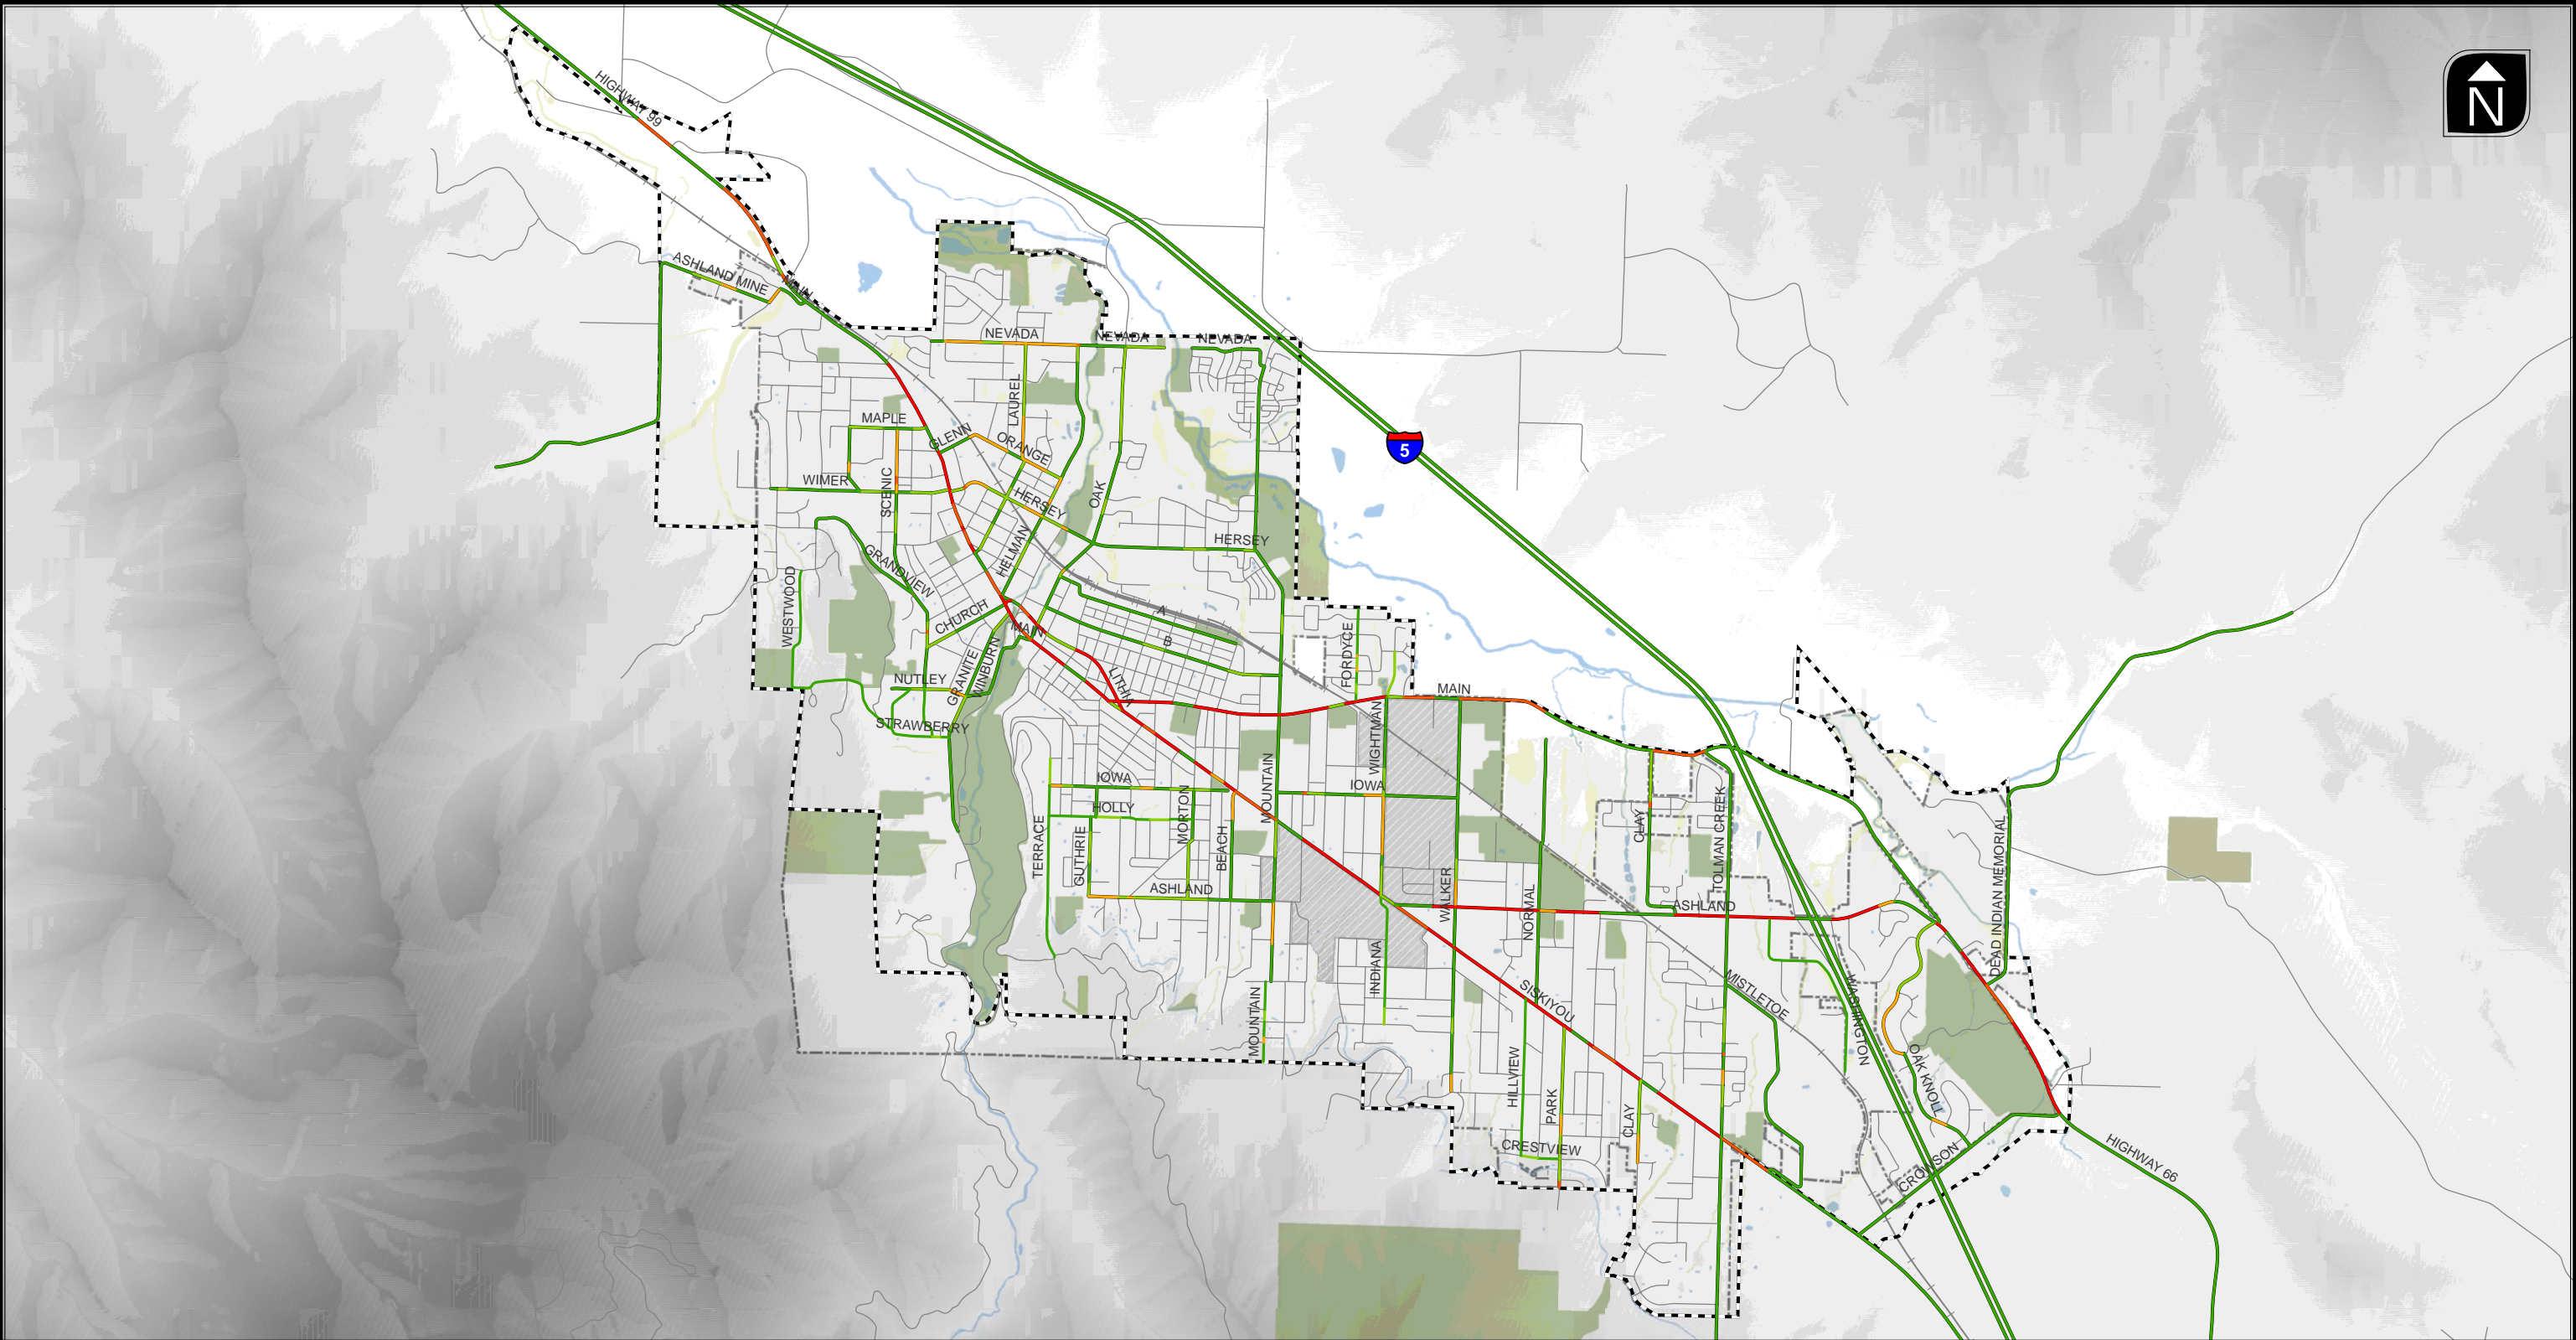 N
HIGHWAY 99
ASHLAND MINE
MAIN
NEVADA
NEVADA
NEVADA
LAUREL
MAPLE
GLENN
ORANGE
5
WIMER
SCENIC
HERSEY
OAK
HELMAN
HERSEY
GRANDVIEW
WESTWOOD
CHURCH
A
B
MAIN
FORDYCE
GRANITE
WINBURN
NUTLEY
LITHIA
MAIN
STRAWBERRY
WIGHTMAN
MOUNTAIN
IOWA
IOWA
HOLLY
MORTON
TERRACE
GUTHRIE
BEACH
CLAY
TOLMAN CREEK
DEAD INDIAN MEMORIAL
ASHLAND
WALKER
NORMAL
ASHLAND
INDIANA
MOUNTAIN
SISKIYOU
MISTLETOE
WASHINGTON
OAK KNOLL
HILLVIEW
PARK
CLAY
CRESTVIEW
CROWSON
HIGHWAY 66